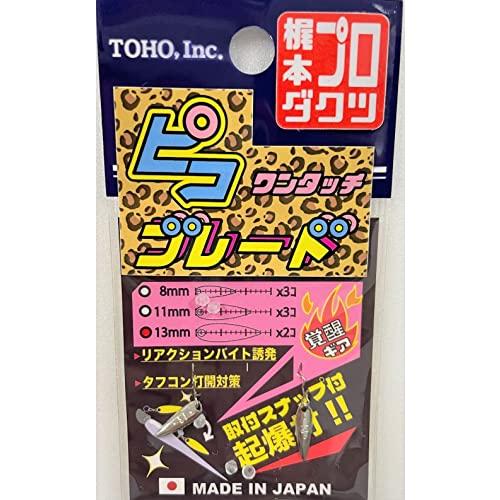 TOHO, Inc.
梶本プロダクツ
ピコ
ワンタッチ
ブレード
8mm x3コ
11mm x3コ
13mm x2コ
覚醒ギア
▶リアクションバイト誘発
▶タフコン打開対策
取付スナップ付
起爆材!!
MADE IN JAPAN